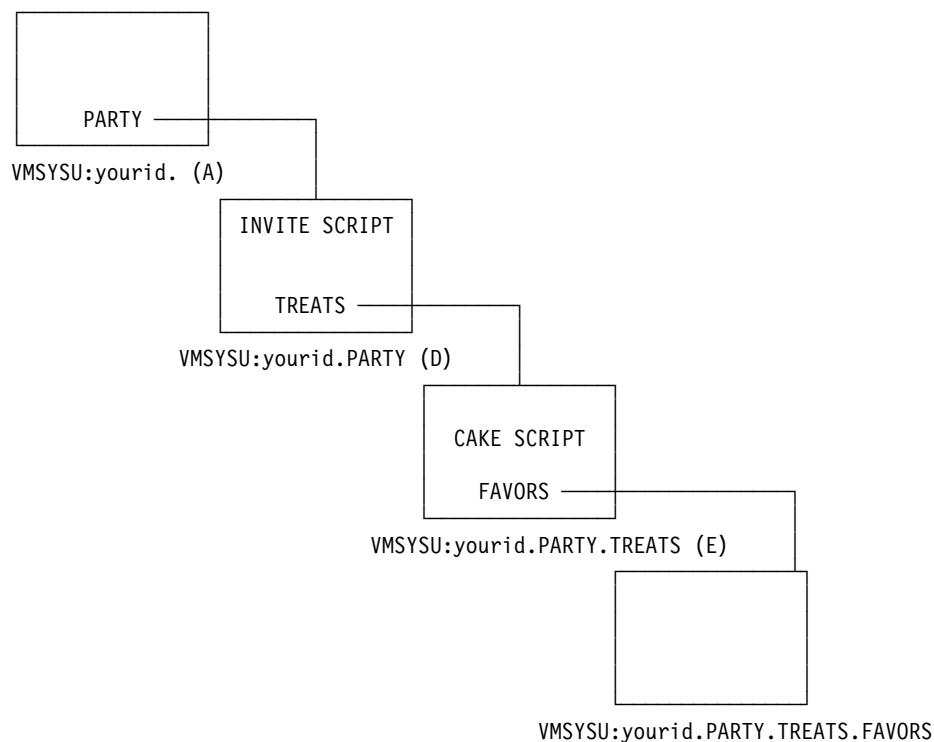 PARTY
VMSYSU:yourid. (A)
INVITE SCRIPT
TREATS
VMSYSU:yourid.PARTY (D)
CAKE SCRIPT
FAVORS
VMSYSU:yourid.PARTY.TREATS (E)
VMSYSU:yourid.PARTY.TREATS.FAVORS